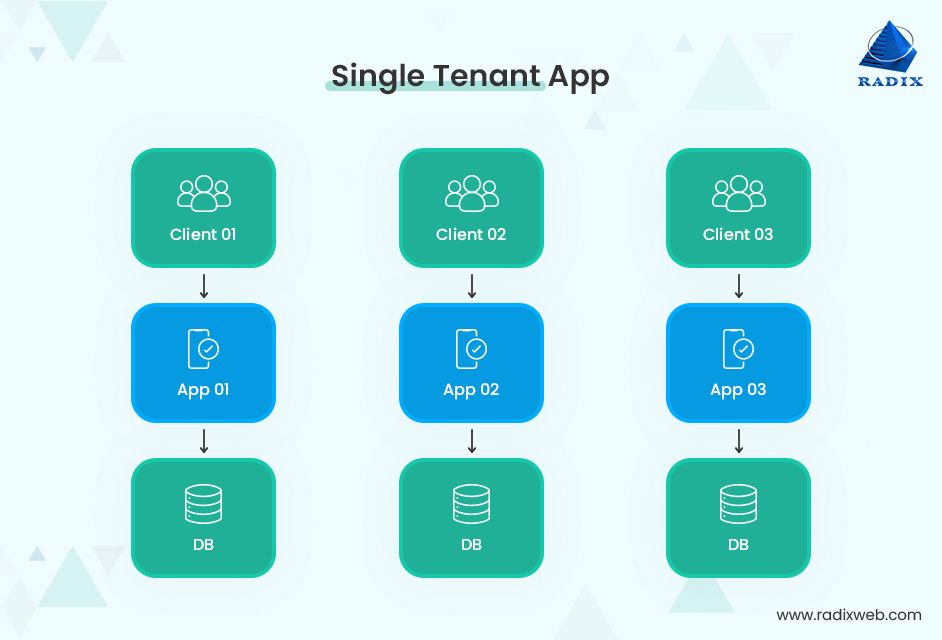 RADIX
Single Tenant App
Client 01
Client 02
Client 03
App 01
App 02
App 03
DB
DB
DB
www.radixweb.com